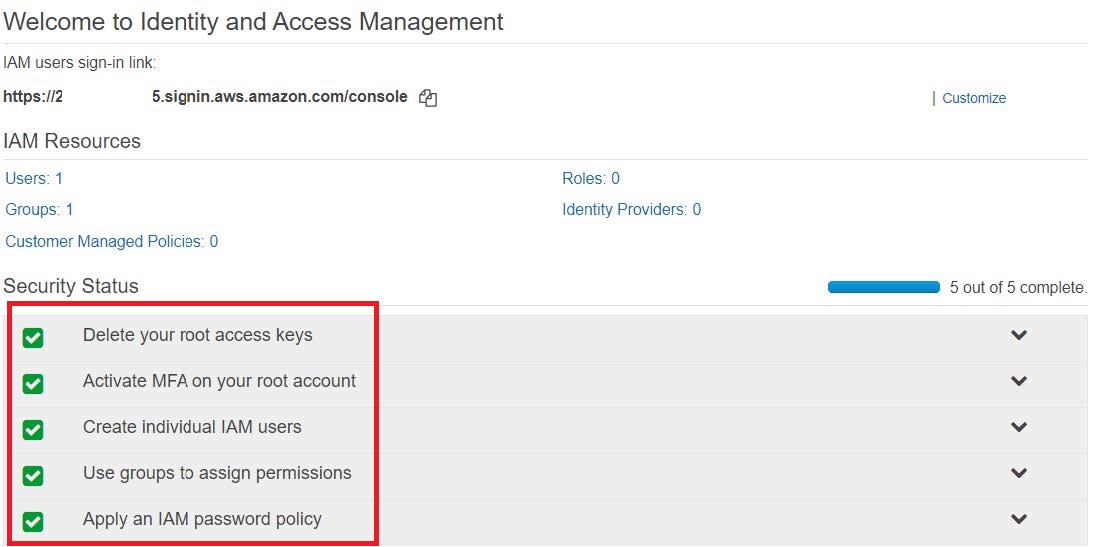 Welcome to Identity and Access Management
IAM users sign-in link:
https://2 5.signin.aws.amazon.com/console | Customize
IAM Resources
Users: 1 Roles: 0
Groups: 1 Identity Providers: 0
Customer Managed Policies: 0
Security Status 5 out of 5 complete.
Delete your root access keys
Activate MFA on your root account
Create individual IAM users
Use groups to assign permissions
Apply an IAM password policy